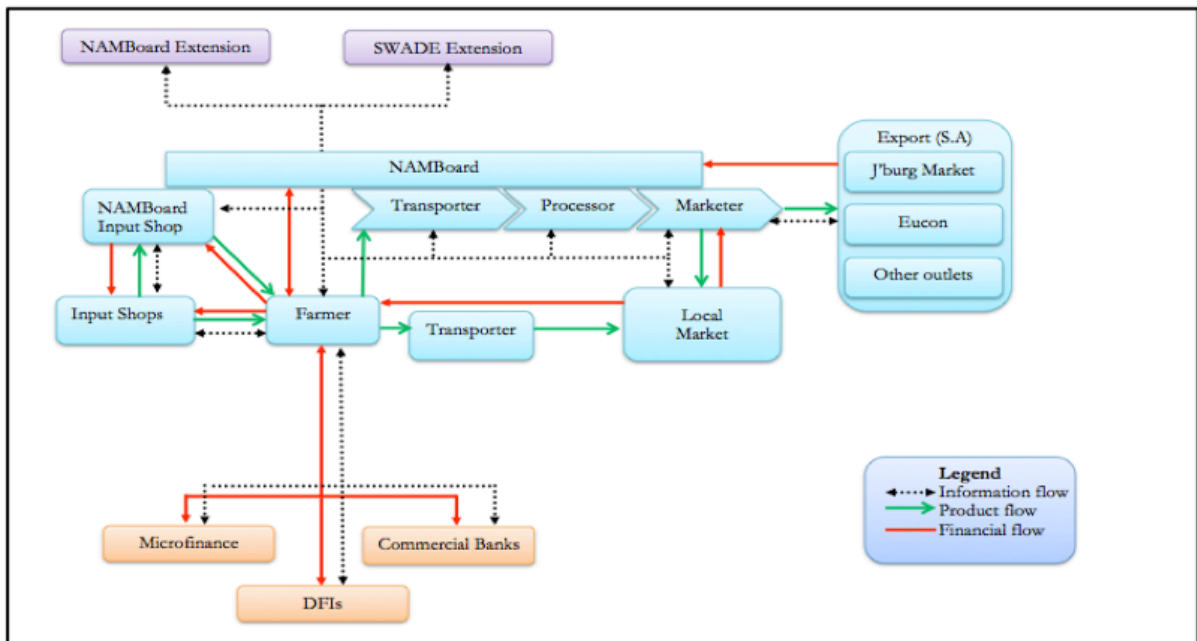 NAMBoard Extension
SWADE Extension
Export (S.A)
NAMBoard
J'burg Market
NAMBoard
Input Shop
Transporter
Processor
Marketer
Eucon
Other outlets
Input Shops
Farmer
Transporter
Local
Market
Legend
Information flow
Product flow
Financial flow
Microfinance
Commercial Banks
DFIs